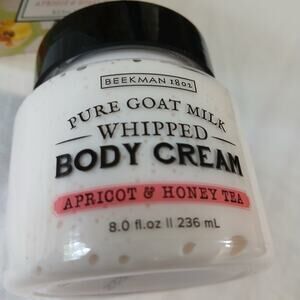 BEEKMAN 1802
PURE GOAT MILK
WHIPPED
BODY CREAM
APRICOT & HONEY TEA
8.0 fl.oz II 236 mL